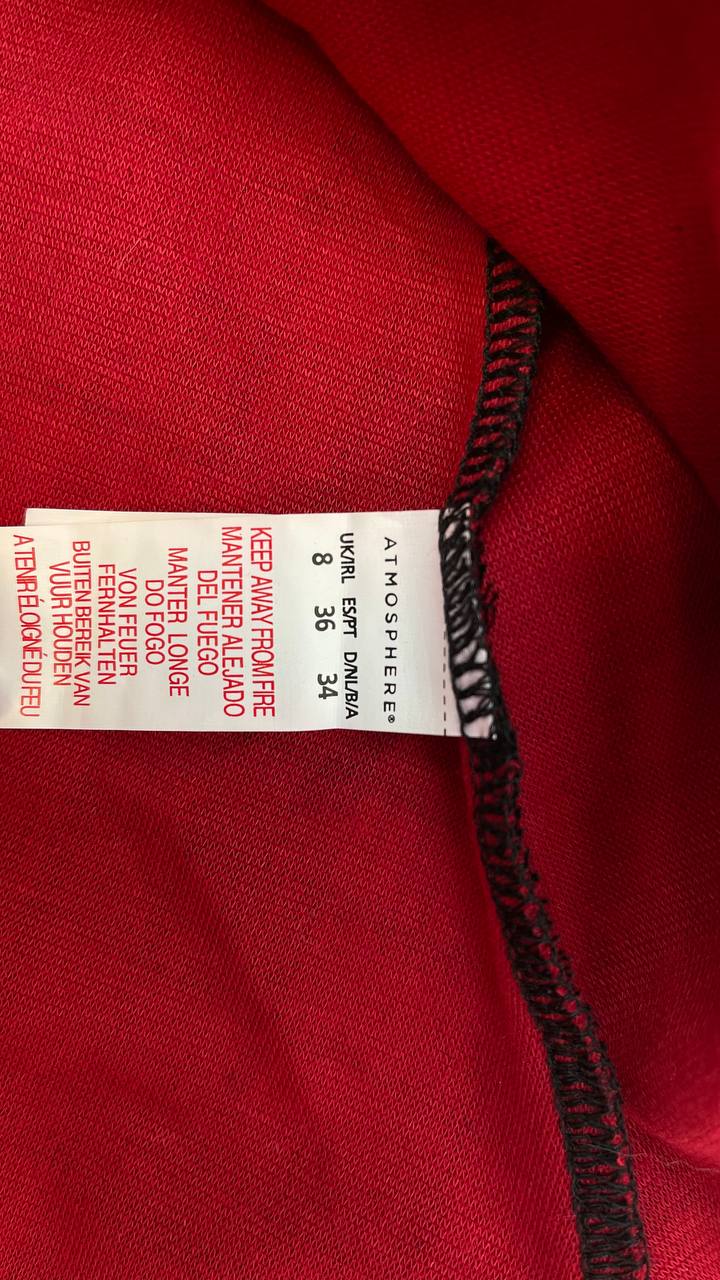 ATMOSPHERE®
UK/IRL ES/PT D/NL/B/A
8 36 34
KEEP AWAY FROM FIRE
MANTENER ALEJADO
DEL FUEGO
MANTER LONGE
DO FOGO
VON FEUER
FERNHALTEN
BUITEN BEREIK VAN
VUUR HOUDEN
A TENIR ÉLOIGNÉ DU FEU